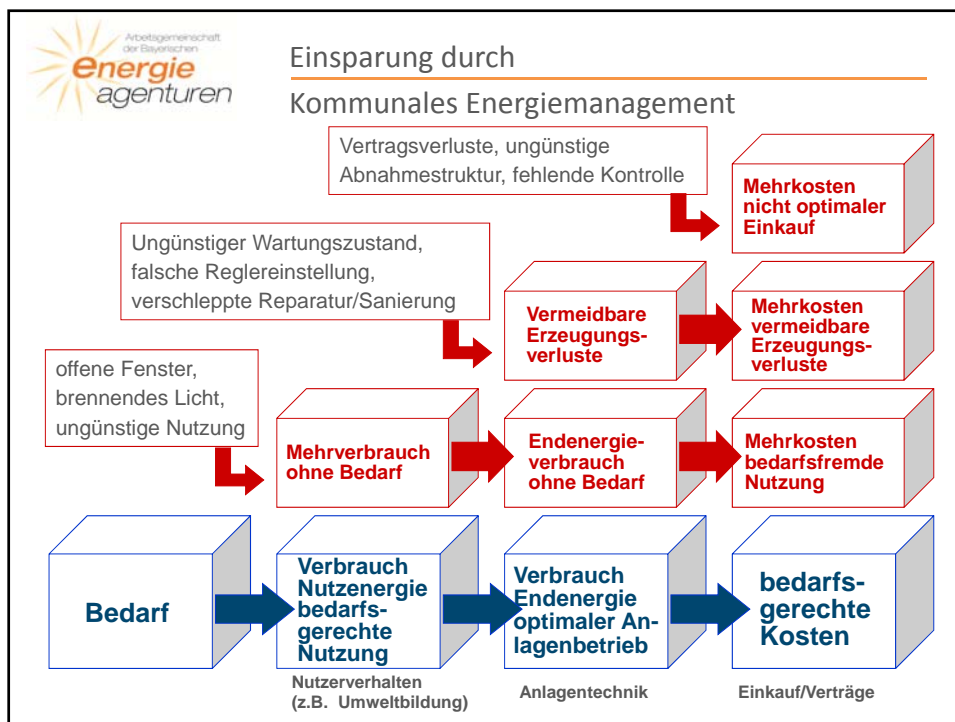 Arbeitsgemeinschaft
der Bayerischen
energie
agenturen
Einsparung durch
Kommunales Energiemanagement
Vertragsverluste, ungünstige
Abnahmestruktur, fehlende Kontrolle
Mehrkosten
nicht optimaler
Einkauf
Ungünstiger Wartungszustand,
falsche Reglereinstellung,
verschleppte Reparatur/Sanierung
Vermeidbare
Erzeugungs-
verluste
Mehrkosten
vermeidbare
Erzeugungs-
verluste
offene Fenster,
brennendes Licht,
ungünstige Nutzung
Mehrverbrauch
ohne Bedarf
Endenergie-
verbrauch
ohne Bedarf
Mehrkosten
bedarfsfremde
Nutzung
Bedarf
Verbrauch
Nutzenergie
bedarfs-
gerechte
Nutzung
Verbrauch
Endenergie
optimaler An-
lagenbetrieb
bedarfs-
gerechte
Kosten
Nutzerverhalten
(z.B. Umweltbildung)
Anlagentechnik
Einkauf/Verträge